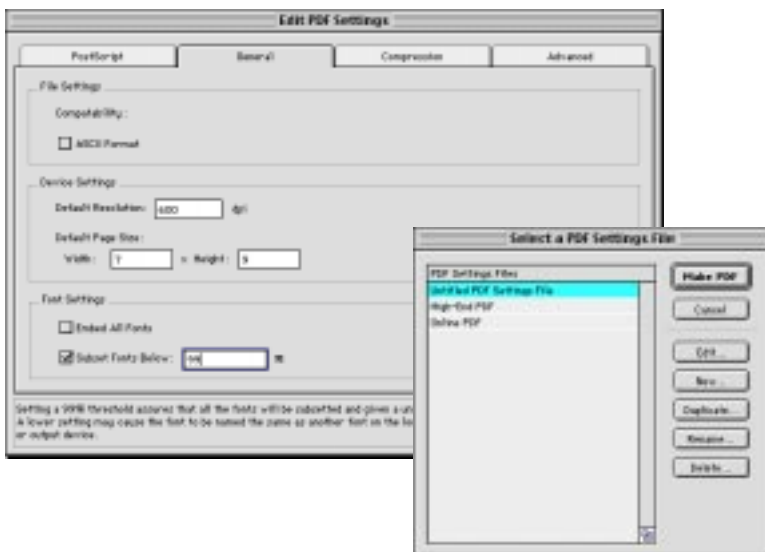 Edit PDF Settings
PostScript General Compression Advanced
File Settings
Compatability:
ASCII Format
Device Settings
Default Resolution: 600 dpi
Default Page Size:
Width: 7 x Height: 9
Font Settings
Embed All Fonts
Subset Fonts Below: 99 %
Setting a 99% threshold assures that all the fonts will be subsetted and given a un
A lower setting may cause the font to be named the same as another font on the lo
or output device.
Select a PDF Settings File
PDF Settings Files
Untitled PDF Settings File
High-End PDF
Online PDF
Make PDF
Cancel
Edit...
New...
Duplicate...
Rename...
Delete...